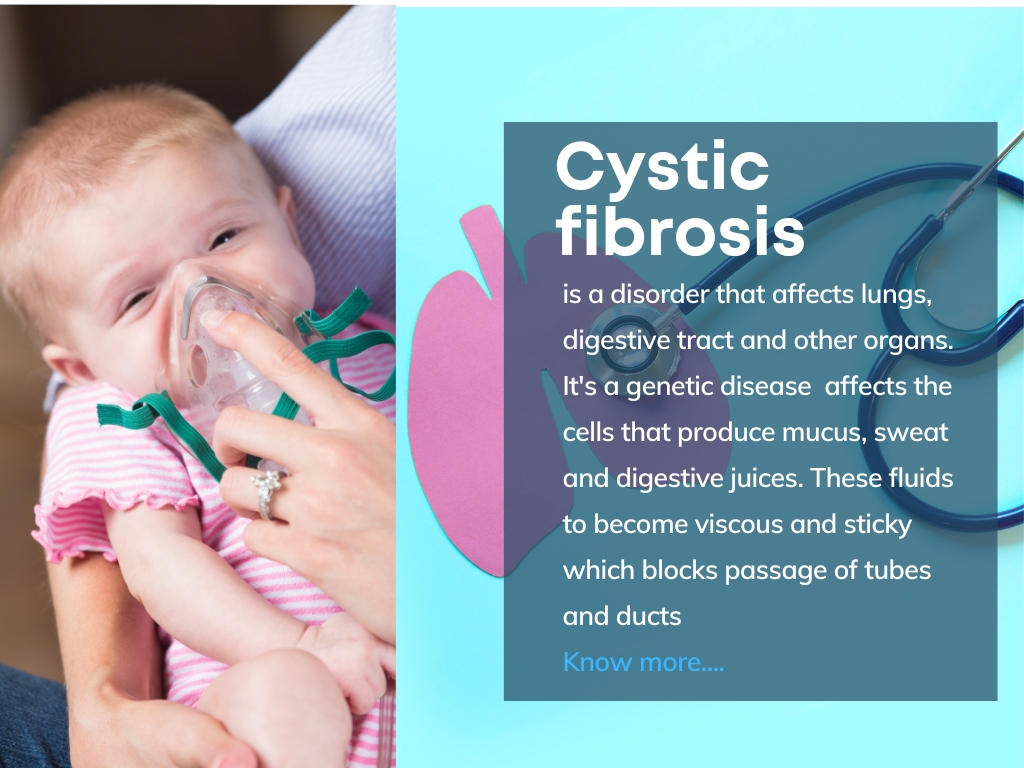 Cystic
fibrosis
is a disorder that affects lungs,
digestive tract and other organs.
It's a genetic disease  affects the
cells that produce mucus, sweat
and digestive juices. These fluids
to become viscous and sticky
which blocks passage of tubes
and ducts
Know more....